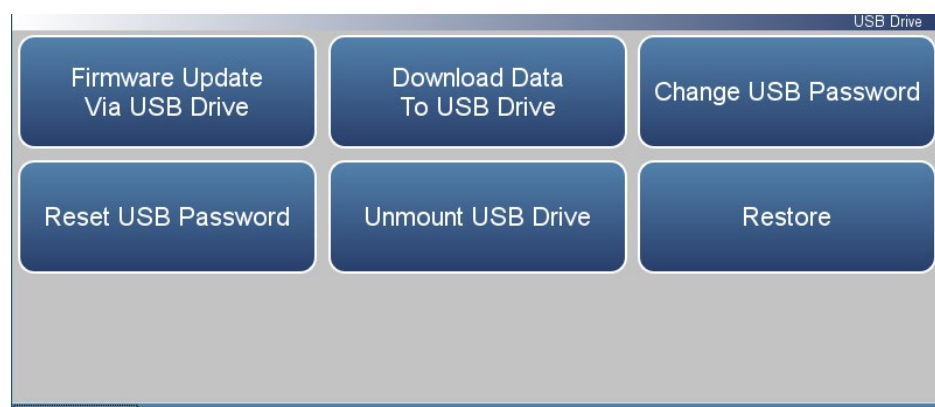 USB Drive
Firmware Update
Via USB Drive
Download Data
To USB Drive
Change USB Password
Reset USB Password
Unmount USB Drive
Restore